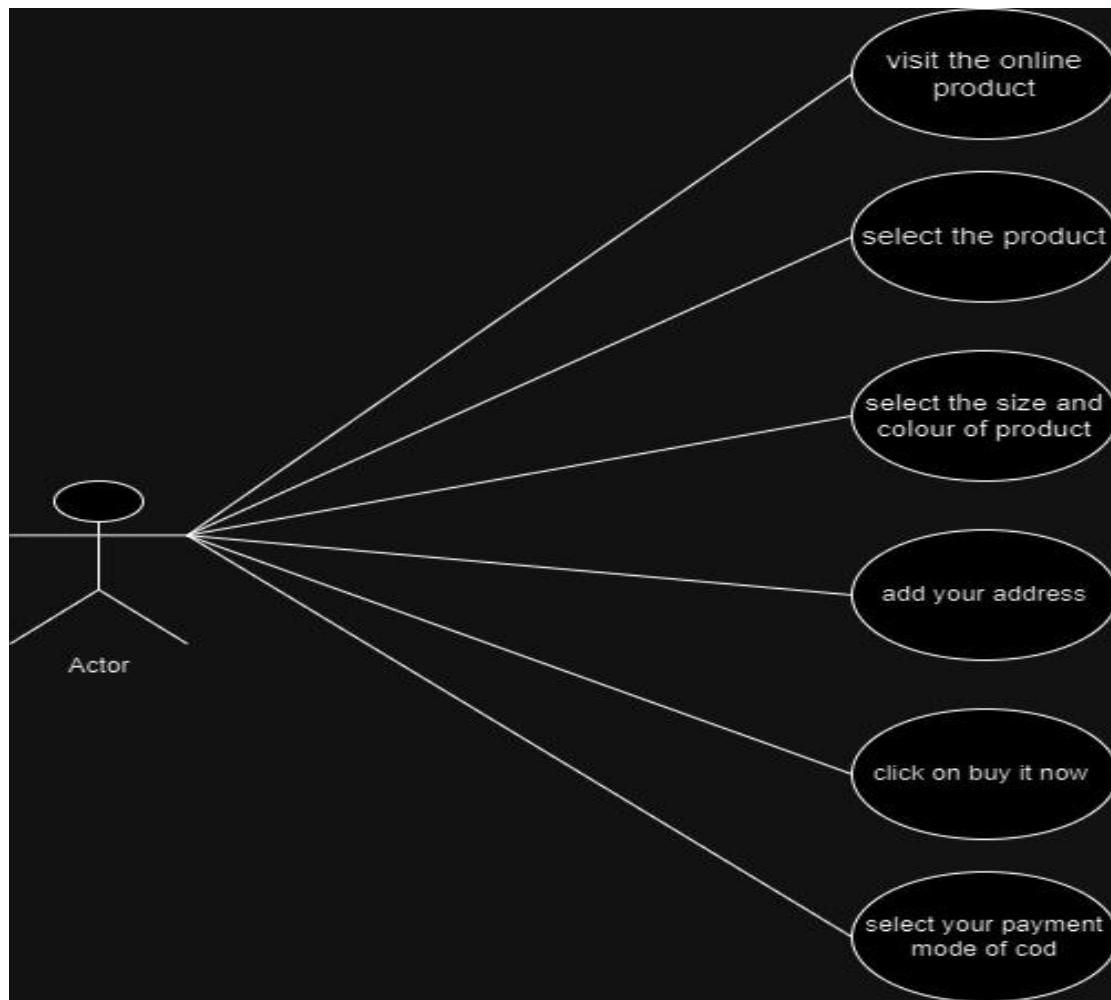 visit the online
product
select the product
select the size and
colour of product
add your address
Actor
click on buy it now
select your payment
mode of cod